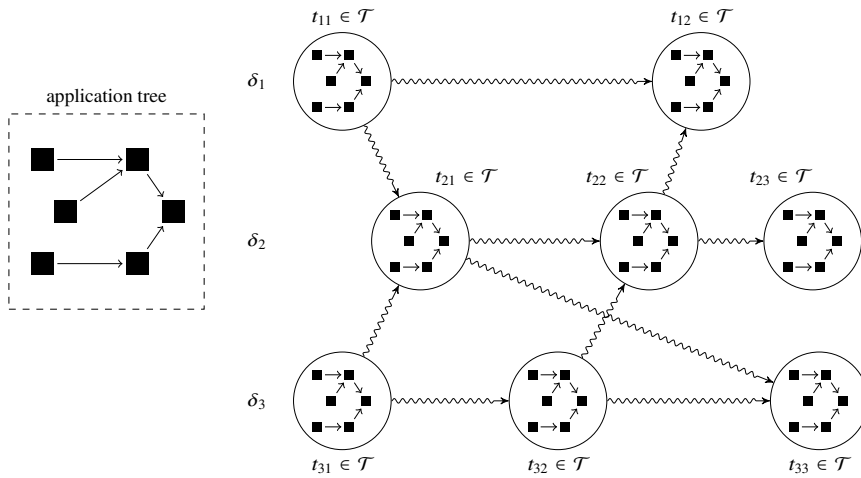 t₁₁ ∈ 𝒯 t₁₂ ∈ 𝒯
δ₁
application tree
t₂₁ ∈ 𝒯 t₂₂ ∈ 𝒯 t₂₃ ∈ 𝒯
δ₂
δ₃
t₃₁ ∈ 𝒯 t₃₂ ∈ 𝒯 t₃₃ ∈ 𝒯